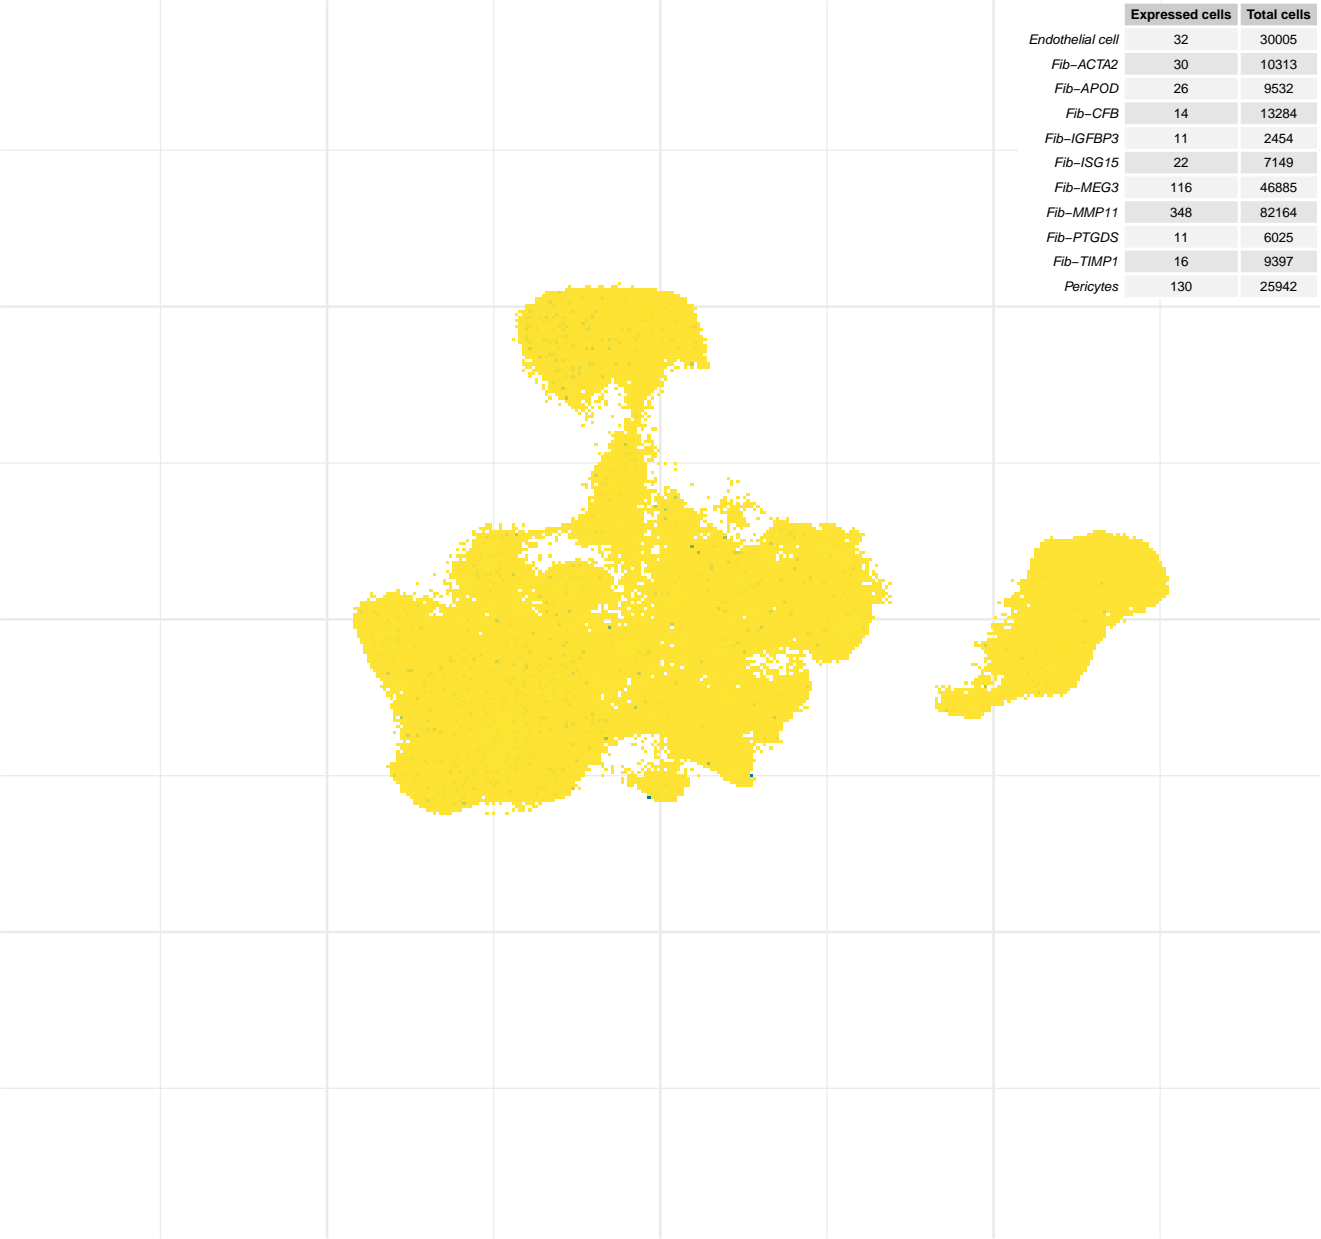 Expressed cells Total cells
Endothelial cell 32 30005
Fib−ACTA2 30 10313
Fib−APOD 26 9532
Fib−CFB 14 13284
Fib−IGFBP3 11 2454
Fib−ISG15 22 7149
Fib−MEG3 116 46885
Fib−MMP11 348 82164
Fib−PTGDS 11 6025
Fib−TIMP1 16 9397
Pericytes 130 25942